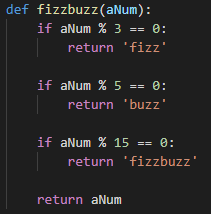 def fizzbuzz(aNum):
    if aNum % 3 == 0:
        return 'fizz'

    if aNum % 5 == 0:
        return 'buzz'

    if aNum % 15 == 0:
        return 'fizzbuzz'

    return aNum